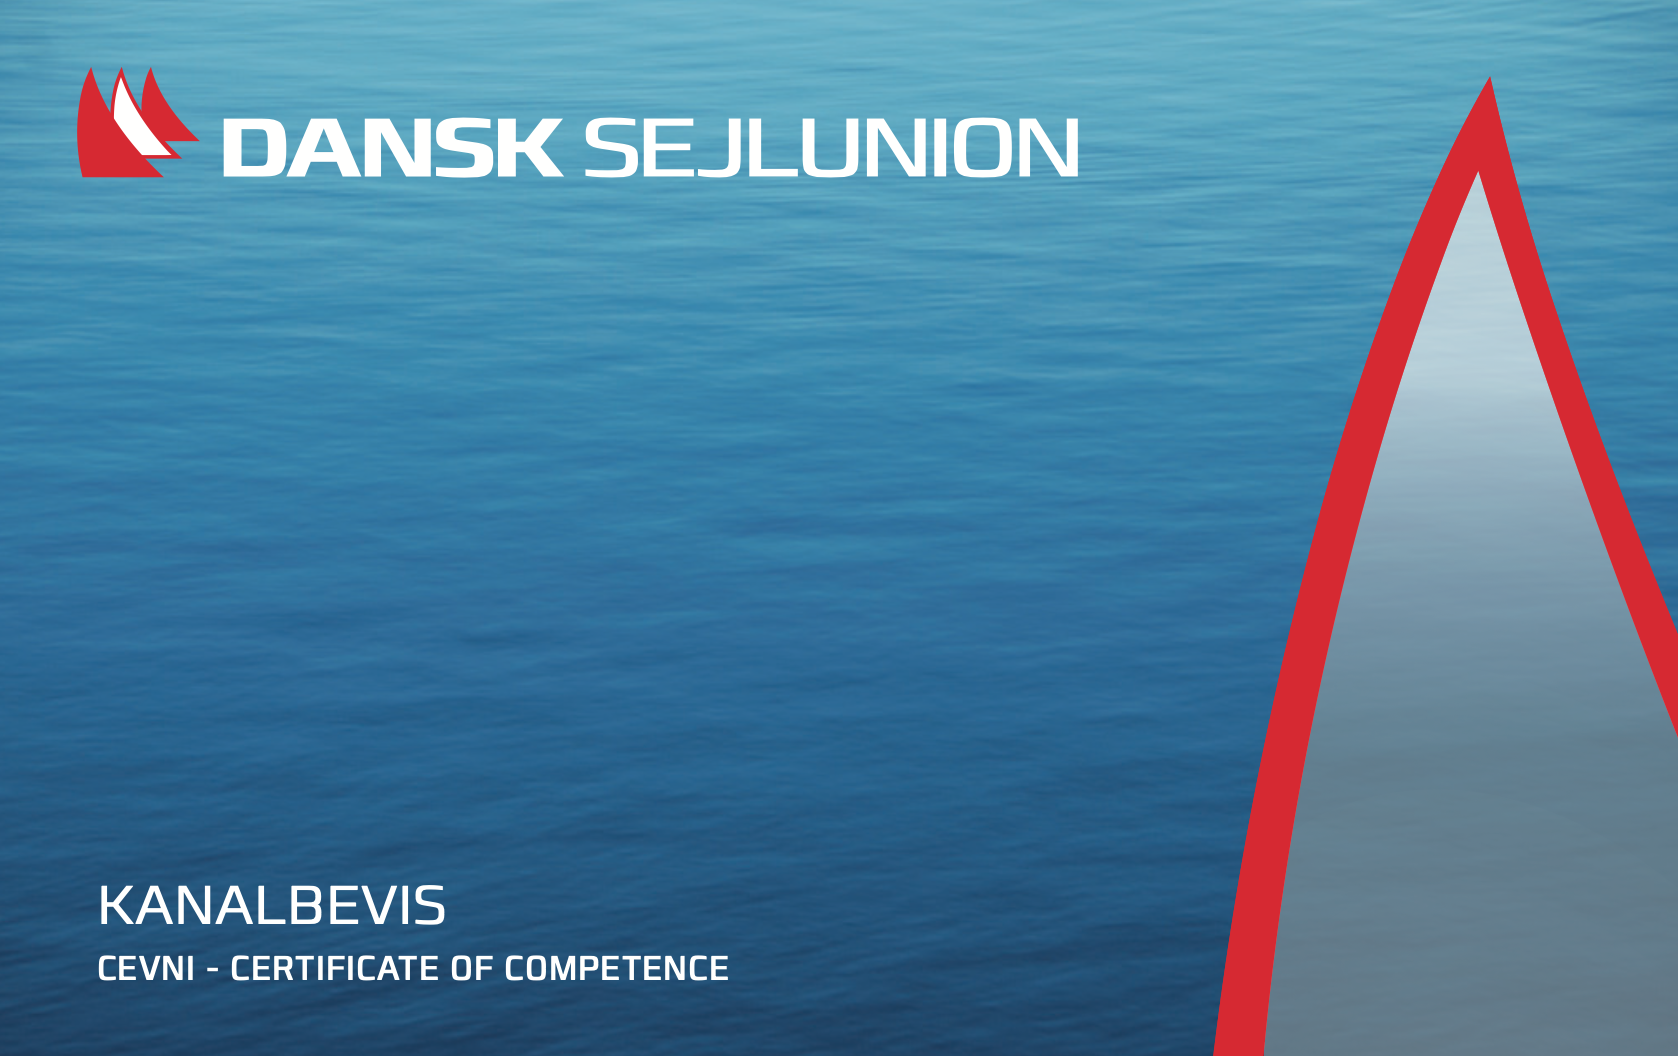 DANSK SEJLUNION
KANALBEVIS
CEVNI - CERTIFICATE OF COMPETENCE